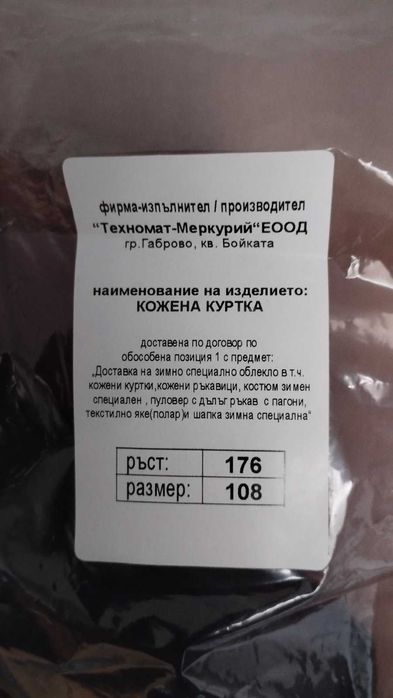 фирма-изпълнител / производител
"Техномат-Меркурий"ЕООД
гр.Габрово, кв. Бойката
наименование на изделието:
КОЖЕНА КУРТКА
доставена по договор по
обособена позиция 1 с предмет:
„Доставка на зимно специално облекло в т.ч.
кожени куртки,кожени ръкавици, костюм зимен
специален , пуловер с дълъг ръкав с пагони,
текстилно яке(полар)и шапка зимна специална“
ръст: 176
размер: 108